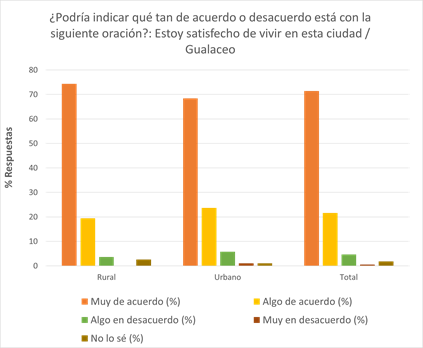 ¿Podría indicar qué tan de acuerdo o desacuerdo está con la
siguiente oración?: Estoy satisfecho de vivir en esta ciudad /
Gualaceo
80
70
60
50
40
30
20
10
0
% Respuestas
Rural
Urbano
Total
Muy de acuerdo (%)
Algo de acuerdo (%)
Algo en desacuerdo (%)
Muy en desacuerdo (%)
No lo sé (%)